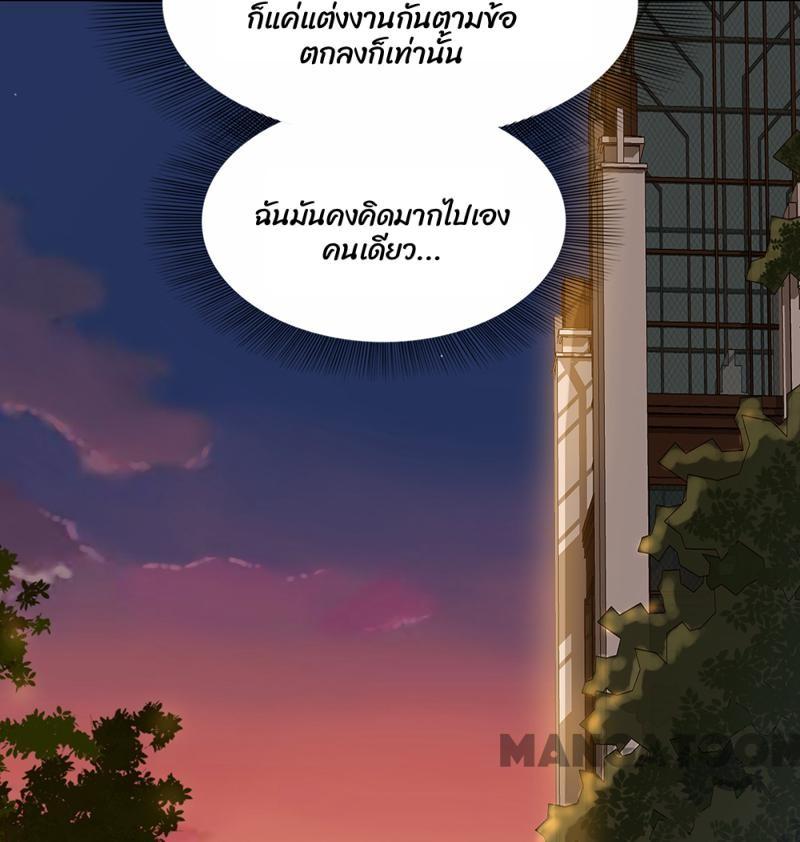 ก็แค่แต่งงานกันตามข้อ
ตกลงก็เท่านั้น
ฉันมันคงคิดมากไปเอง
คนเดียว...
MANGATOON